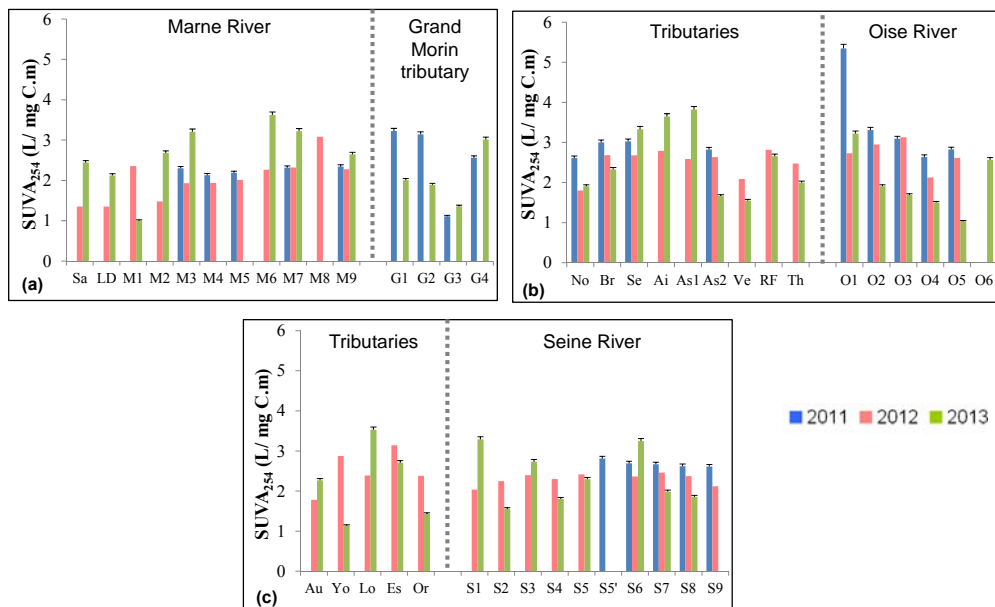 Marne River
Grand
Morin
tributary
SUVA254 (L/ mg C.m)
6
5
4
3
2
1
0
Sa LD M1 M2 M3 M4 M5 M6 M7 M8 M9 G1 G2 G3 G4
(a)
Tributaries
Oise River
SUVA254 (L/ mg C.m)
6
5
4
3
2
1
0
No Br Se Ai As1 As2 Ve RF Th O1 O2 O3 O4 O5 O6
(b)
Tributaries
Seine River
SUVA254 (L/ mg C.m)
6
5
4
3
2
1
0
Au Yo Lo Es Or S1 S2 S3 S4 S5 S5' S6 S7 S8 S9
(c)
2011 2012 2013